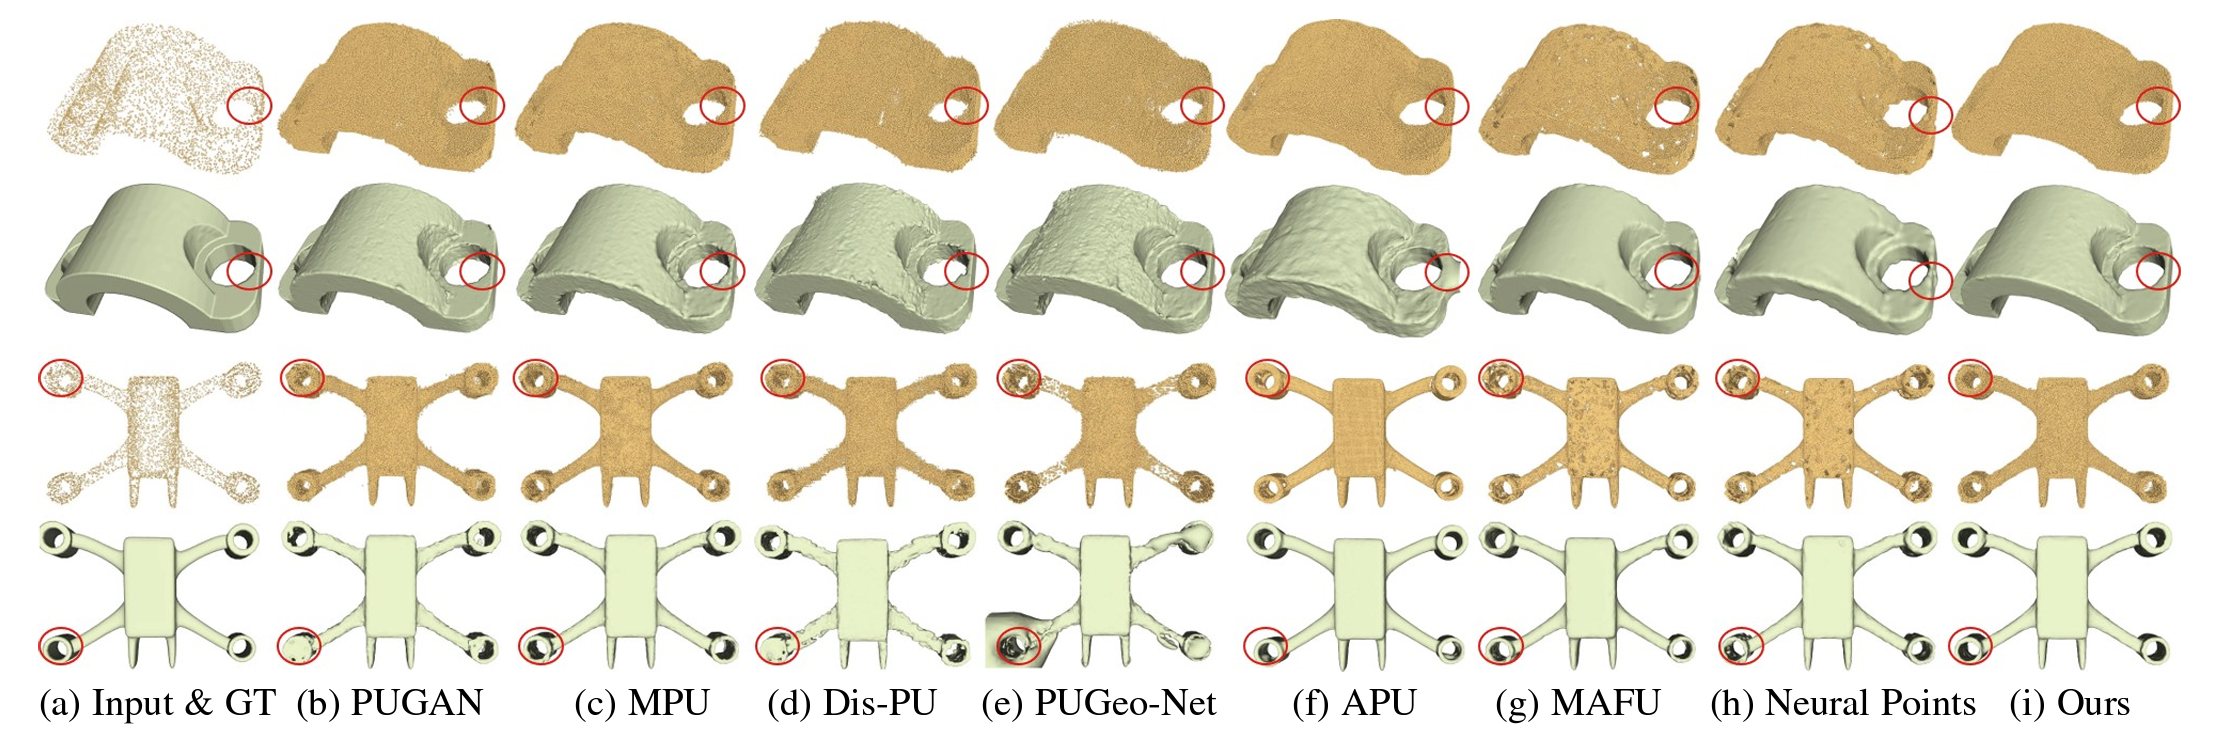 (a) Input & GT (b) PUGAN (c) MPU (d) Dis-PU (e) PUGeo-Net (f) APU (g) MAFU (h) Neural Points (i) Ours